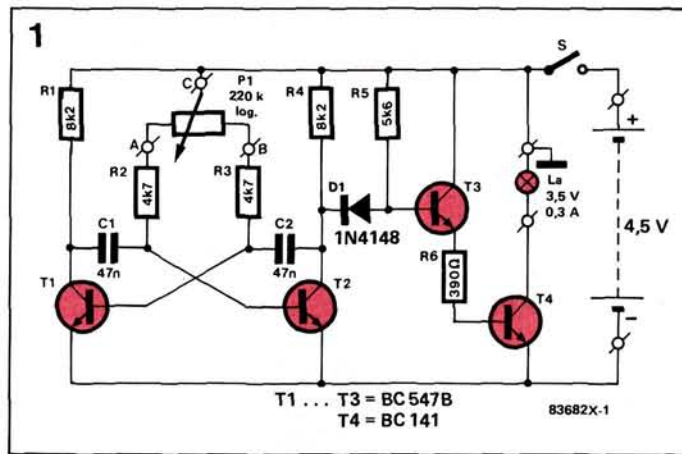 1
S
C
P1
220 k
log.
R1
8k2
R4
8k2
R5
5k6
A
B
R2
4k7
R3
4k7
D1
1N4148
T3
La
3,5 V
0,3 A
+
4,5 V
C1
47n
C2
47n
R6
390Ω
T1
T2
T4
−
T1 ... T3 = BC 547B
T4 = BC 141
83682X-1